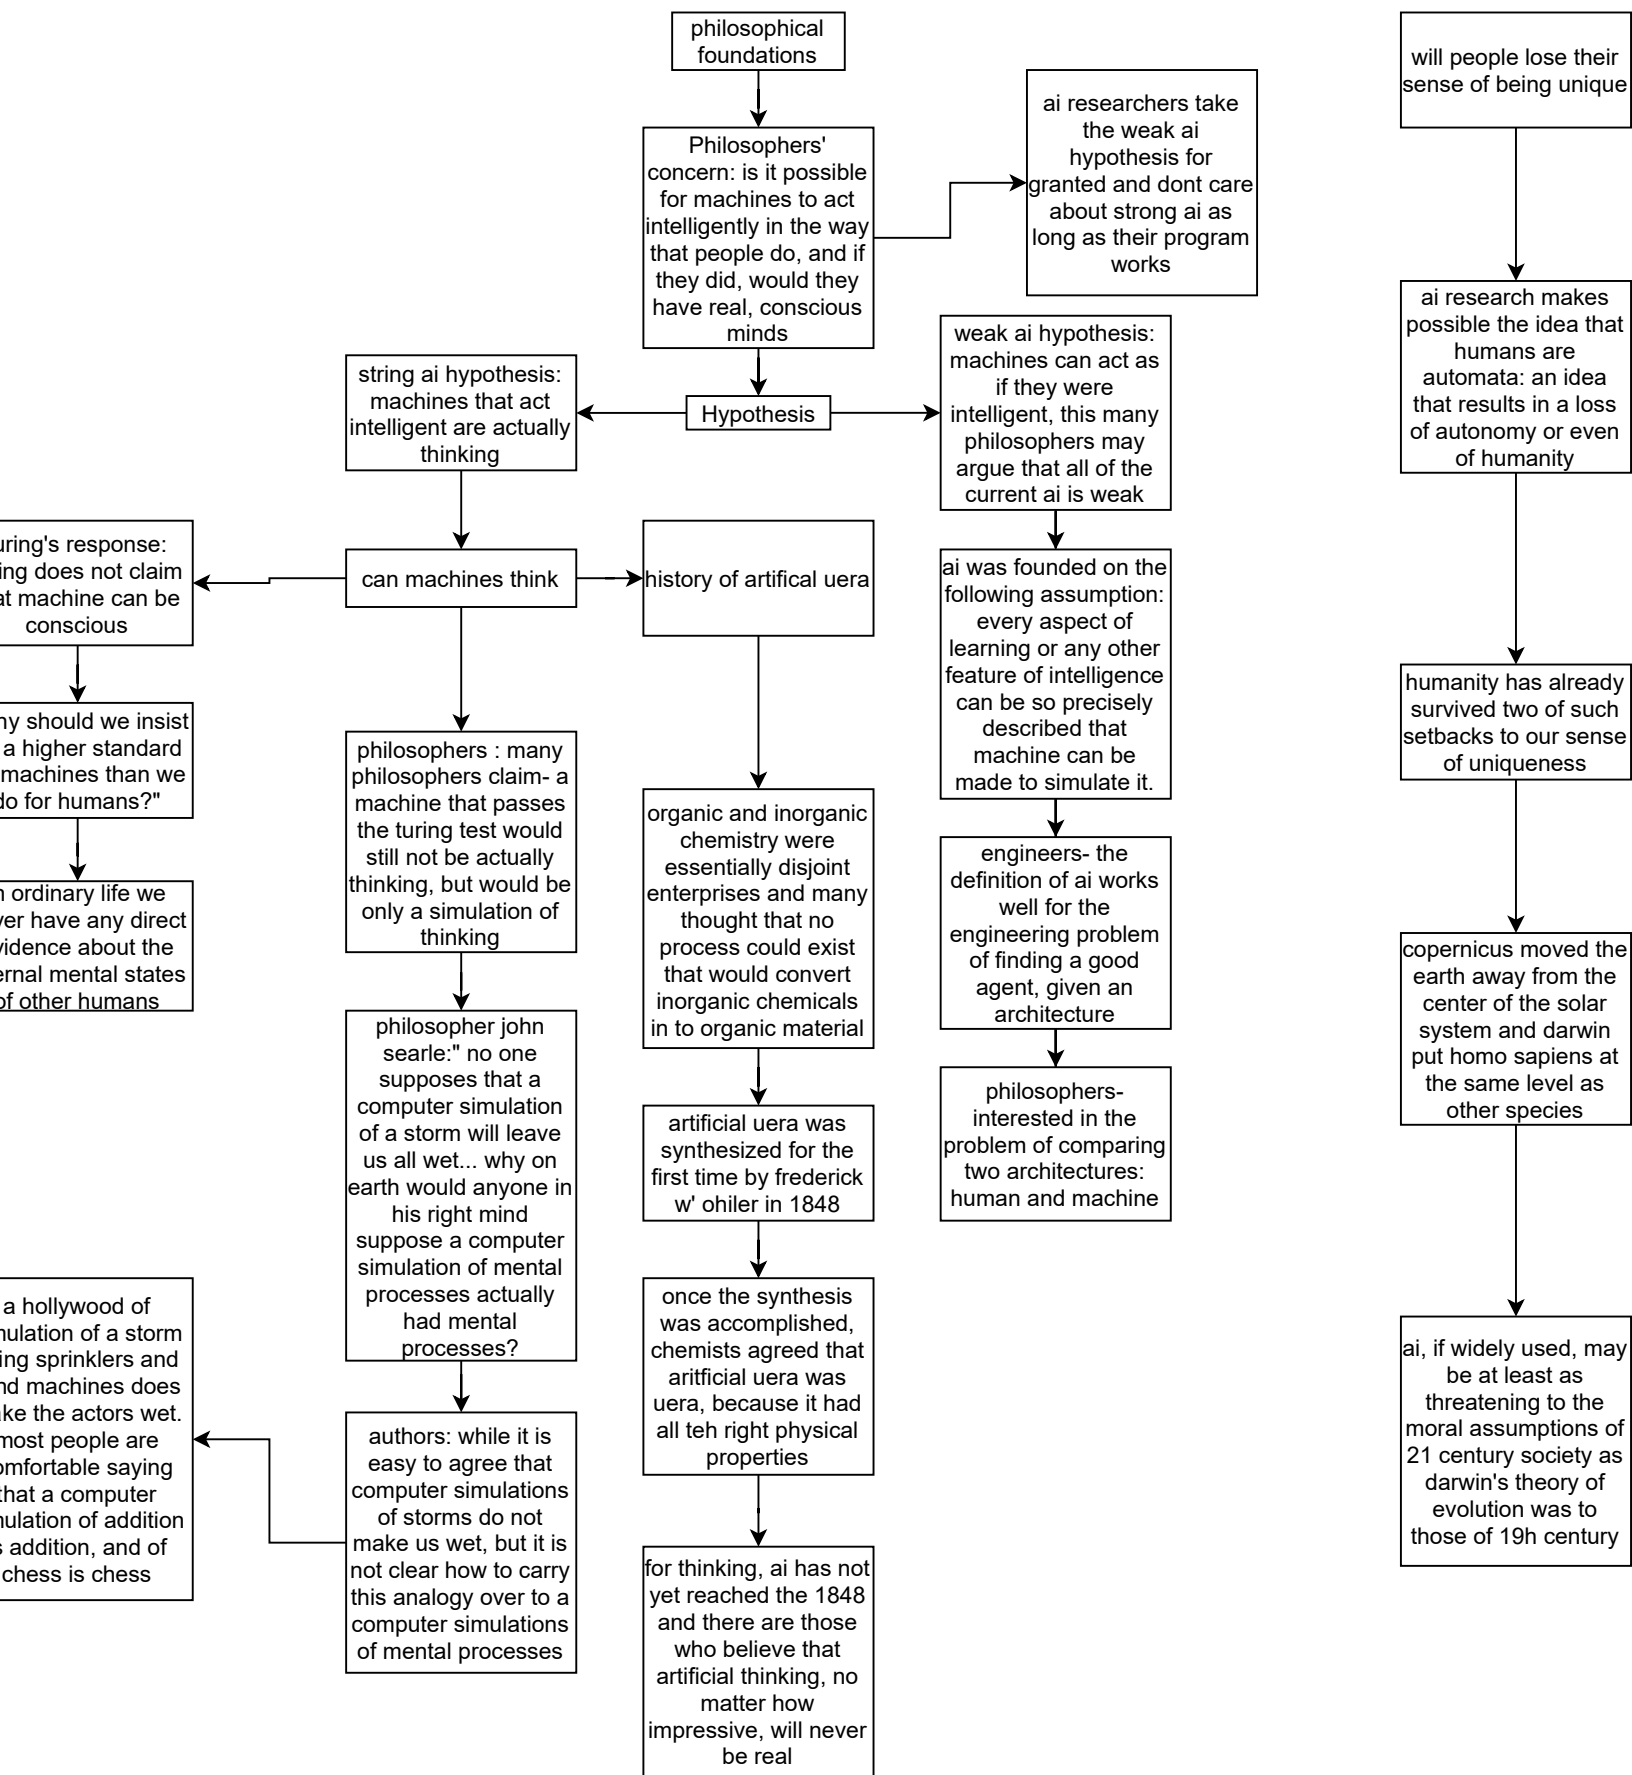 philosophical
foundations
Philosophers'
concern: is it possible
for machines to act
intelligently in the way
that people do, and if
they did, would they
have real, conscious
minds
ai researchers take
the weak ai
hypothesis for
granted and dont care
about strong ai as
long as their program
works
Hypothesis
string ai hypothesis:
machines that act
intelligent are actually
thinking
weak ai hypothesis:
machines can act as
if they were
intelligent, this many
philosophers may
argue that all of the
current ai is weak
can machines think
response:
does not claim
machine can be
conscious
should we insist
a higher standard
machines than we
do for humans?"
ordinary life we
have any direct
about the
mental states
of other humans
history of artifical uera
philosophers : many
philosophers claim- a
machine that passes
the turing test would
still not be actually
thinking, but would be
only a simulation of
thinking
philosopher john
searle:" no one
supposes that a
computer simulation
of a storm will leave
us all wet... why on
earth would anyone in
his right mind
suppose a computer
simulation of mental
processes actually
had mental
processes?
authors: while it is
easy to agree that
computer simulations
of storms do not
make us wet, but it is
not clear how to carry
this analogy over to a
computer simulations
of mental processes
a hollywood of
of a storm
sprinklers and
machines does
the actors wet.
most people are
saying
that a computer
of addition
addition, and of
chess is chess
organic and inorganic
chemistry were
essentially disjoint
enterprises and many
thought that no
process could exist
that would convert
inorganic chemicals
in to organic material
artificial uera was
synthesized for the
first time by frederick
w' ohiler in 1848
once the synthesis
was accomplished,
chemists agreed that
aritficial uera was
uera, because it had
all teh right physical
properties
for thinking, ai has not
yet reached the 1848
and there are those
who believe that
artificial thinking, no
matter how
impressive, will never
be real
ai was founded on the
following assumption:
every aspect of
learning or any other
feature of intelligence
can be so precisely
described that
machine can be
made to simulate it.
engineers- the
definition of ai works
well for the
engineering problem
of finding a good
agent, given an
architecture
philosophers-
interested in the
problem of comparing
two architectures:
human and machine
will people lose their
sense of being unique
ai research makes
possible the idea that
humans are
automata: an idea
that results in a loss
of autonomy or even
of humanity
humanity has already
survived two of such
setbacks to our sense
of uniqueness
copernicus moved the
earth away from the
center of the solar
system and darwin
put homo sapiens at
the same level as
other species
ai, if widely used, may
be at least as
threatening to the
moral assumptions of
21 century society as
darwin's theory of
evolution was to
those of 19h century